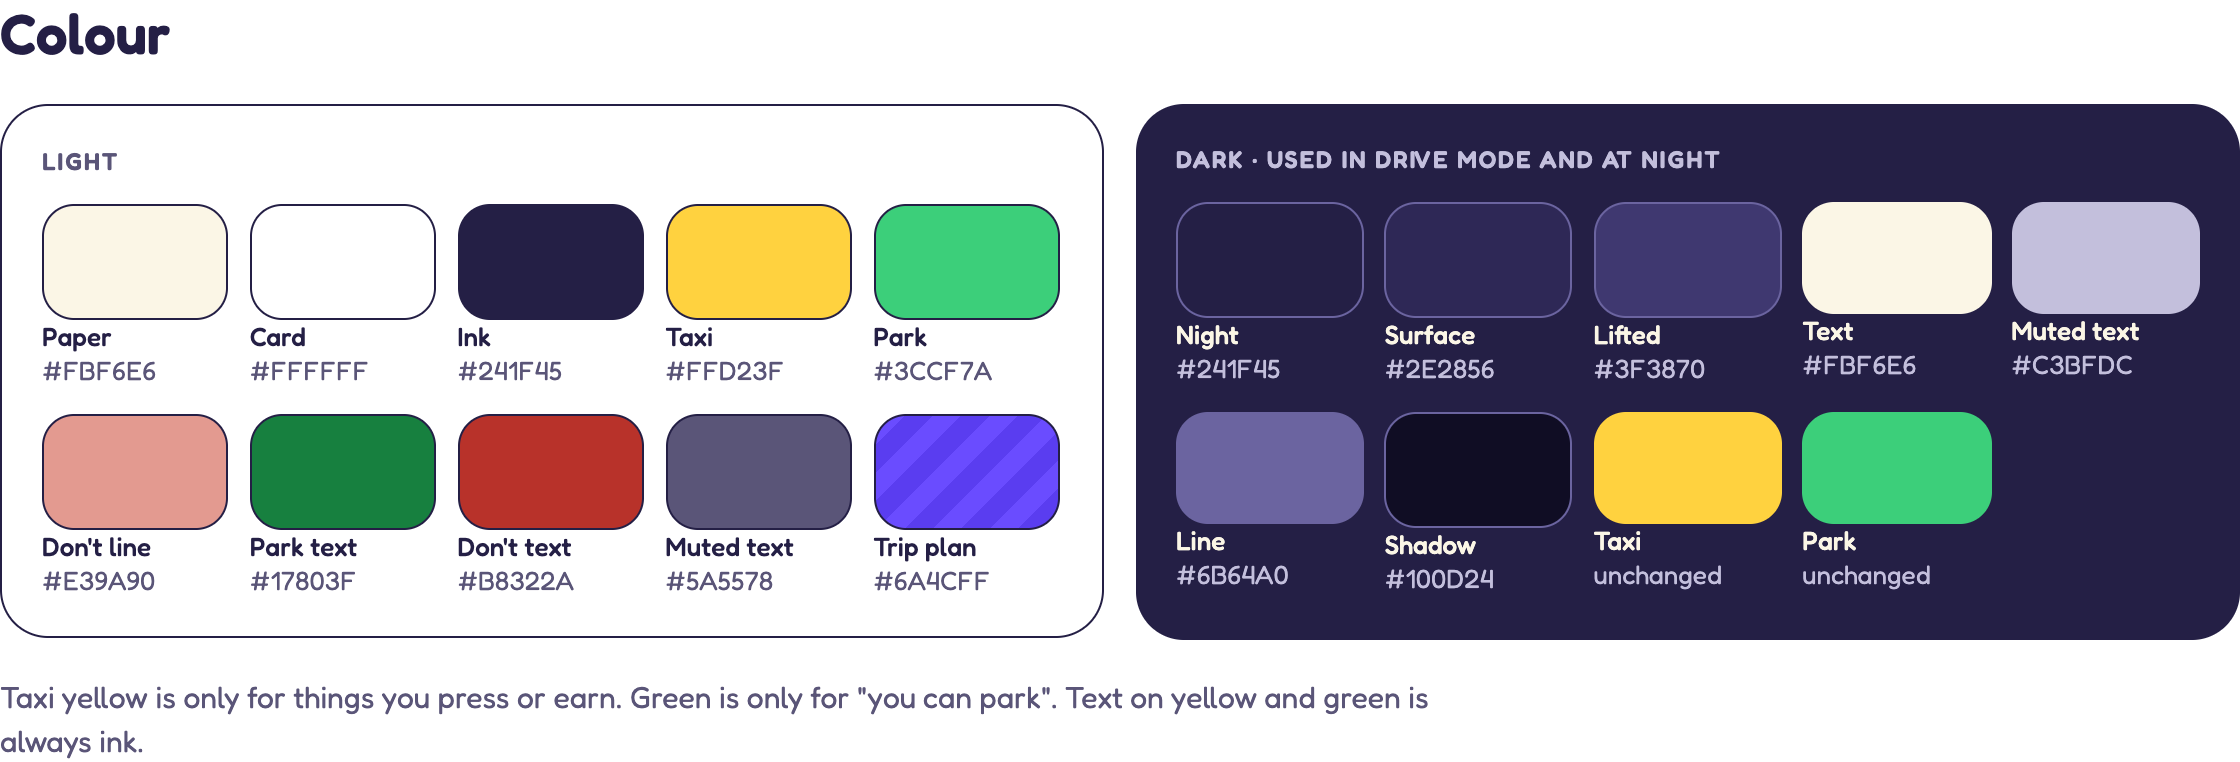 Colour
LIGHT
Paper
#FBF6E6
Card
#FFFFFF
Ink
#241F45
Taxi
#FFD23F
Park
#3CCF7A
Don't line
#E39A90
Park text
#17803F
Don't text
#B8322A
Muted text
#5A5578
Trip plan
#6A4CFF
DARK · USED IN DRIVE MODE AND AT NIGHT
Night
#241F45
Surface
#2E2856
Lifted
#3F3870
Text
#FBF6E6
Muted text
#C3BFDC
Line
#6B64A0
Shadow
#100D24
Taxi
unchanged
Park
unchanged
Taxi yellow is only for things you press or earn. Green is only for "you can park". Text on yellow and green is
always ink.